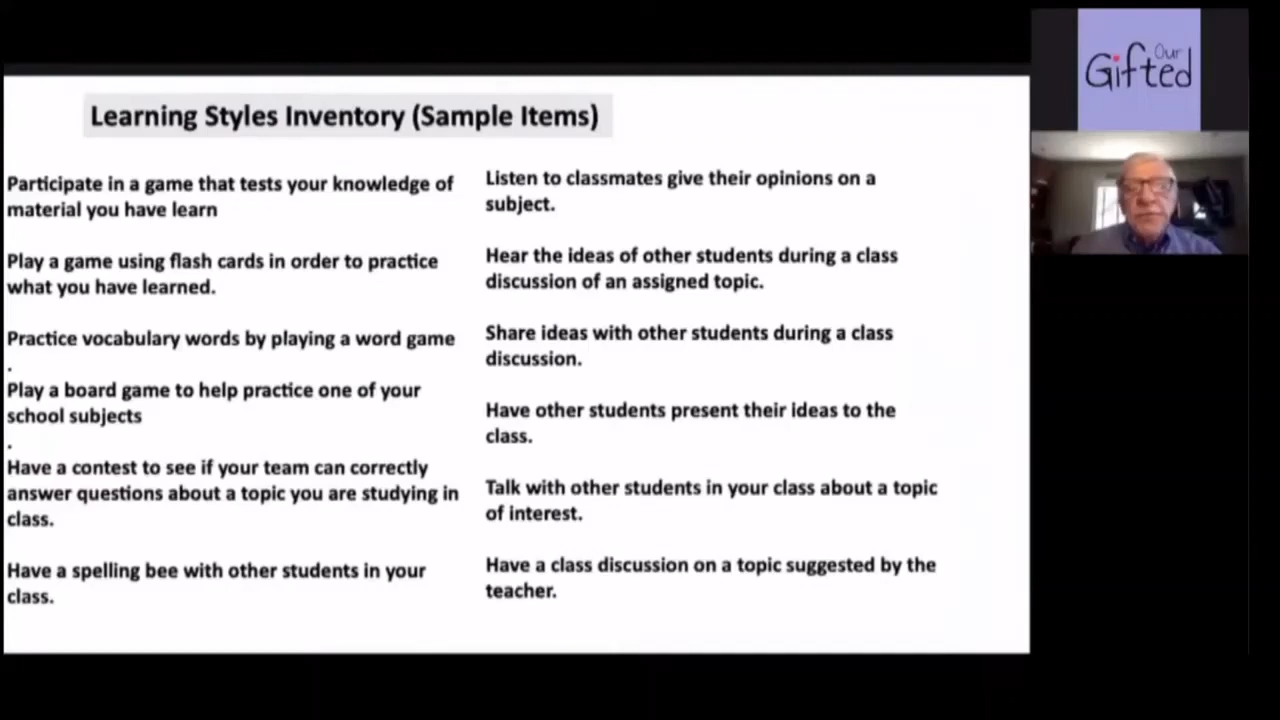 Learning Styles Inventory (Sample Items)
Participate in a game that tests your knowledge of
material you have learn
Play a game using flash cards in order to practice
what you have learned.
Practice vocabulary words by playing a word game
.
Play a board game to help practice one of your
school subjects
.
Have a contest to see if your team can correctly
answer questions about a topic you are studying in
class.
Have a spelling bee with other students in your
class.
Listen to classmates give their opinions on a
subject.
Hear the ideas of other students during a class
discussion of an assigned topic.
Share ideas with other students during a class
discussion.
Have other students present their ideas to the
class.
Talk with other students in your class about a topic
of interest.
Have a class discussion on a topic suggested by the
teacher.
Our
Gifted